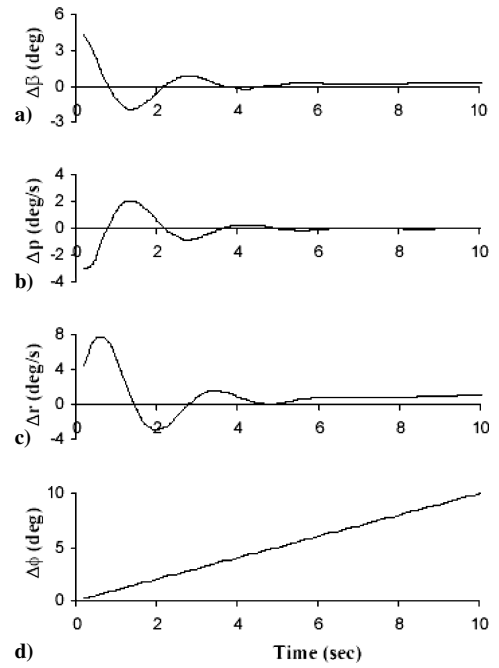 6
3
0
-3
Δβ (deg)
0 2 4 6 8 10
a)
4
2
0
-2
-4
Δp (deg/s)
0 2 4 6 8 10
b)
8
4
0
-4
Δr (deg/s)
0 2 4 6 8 10
c)
10
5
0
Δϕ (deg)
0 2 4 6 8 10
d)
Time (sec)